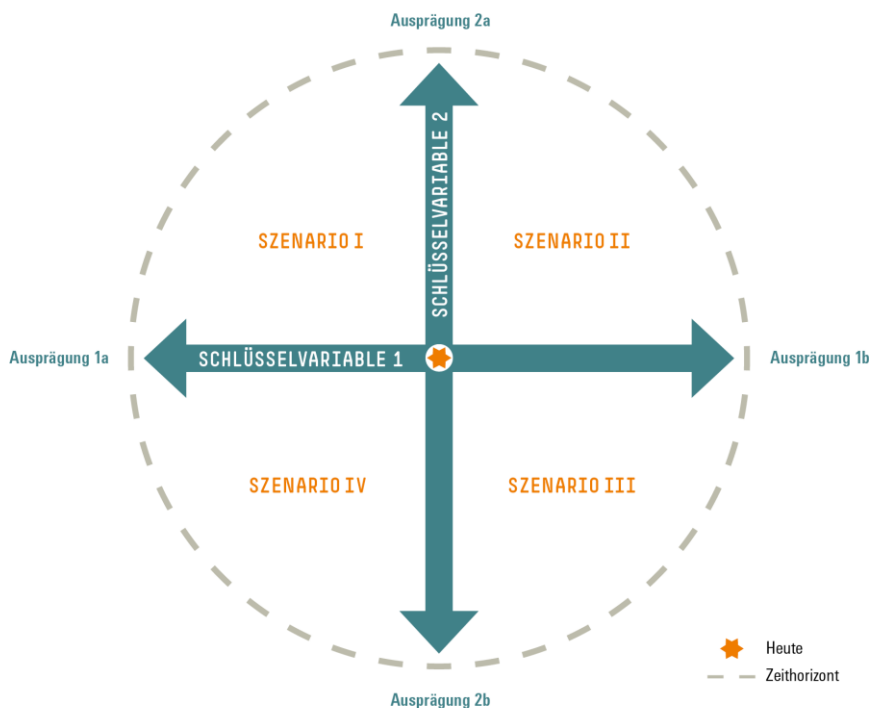 Ausprägung 2a
SCHLÜSSELVARIABLE 2
SZENARIO I
SZENARIO II
Ausprägung 1a
SCHLÜSSELVARIABLE 1
Ausprägung 1b
SZENARIO IV
SZENARIO III
Heute
Zeithorizont
Ausprägung 2b